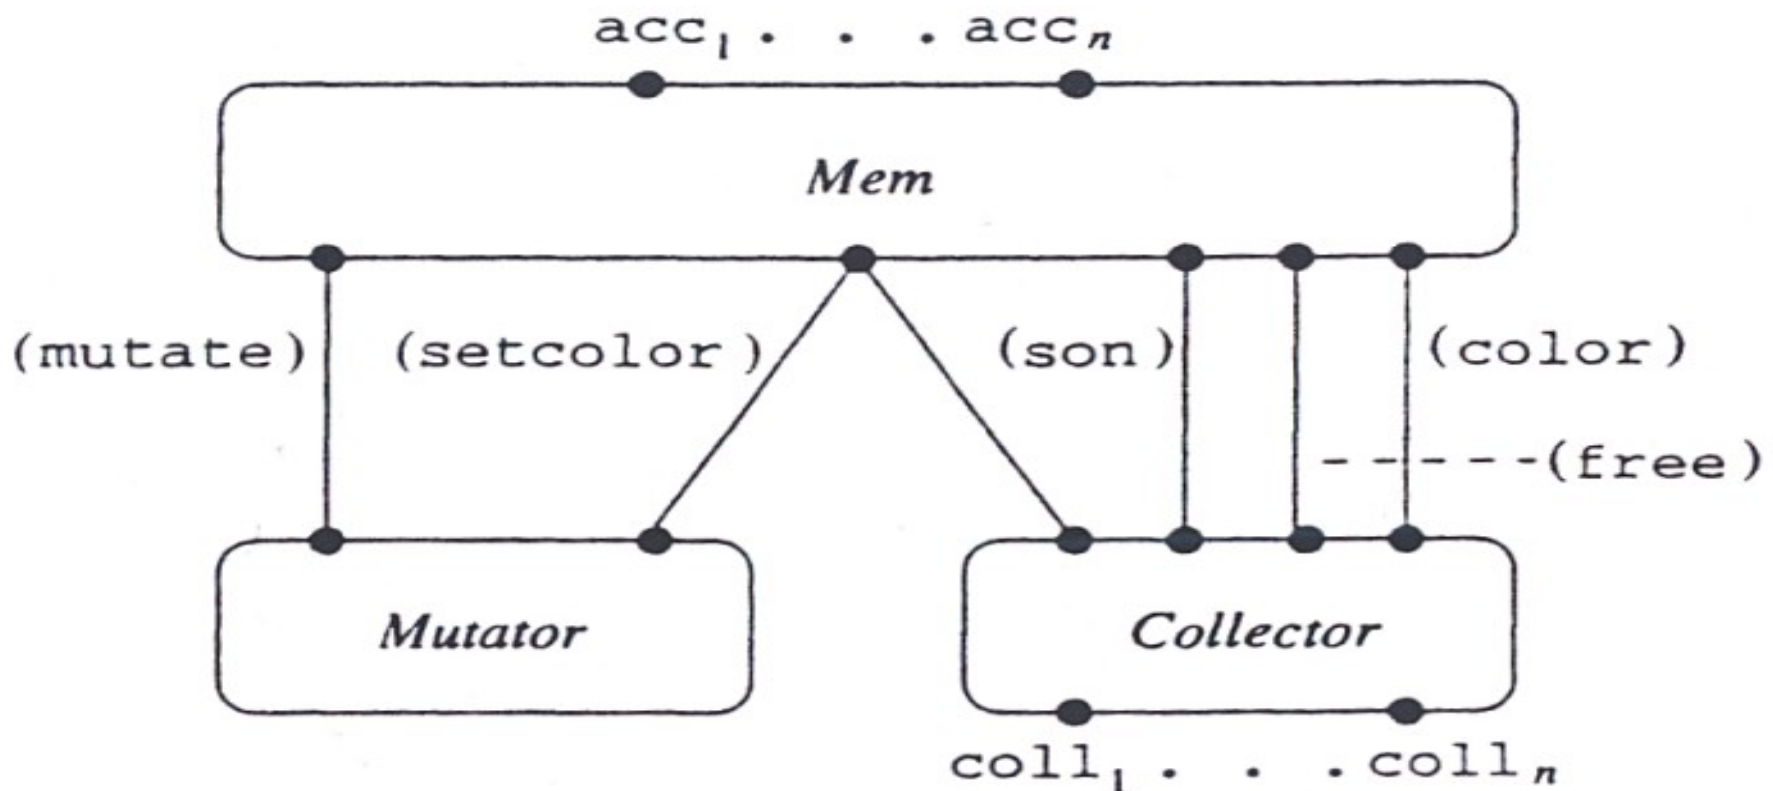 acc₁ . . . accₙ
Mem
(mutate) (setcolor) (son) (color)
-----(free)
Mutator Collector
coll₁ . . . collₙ